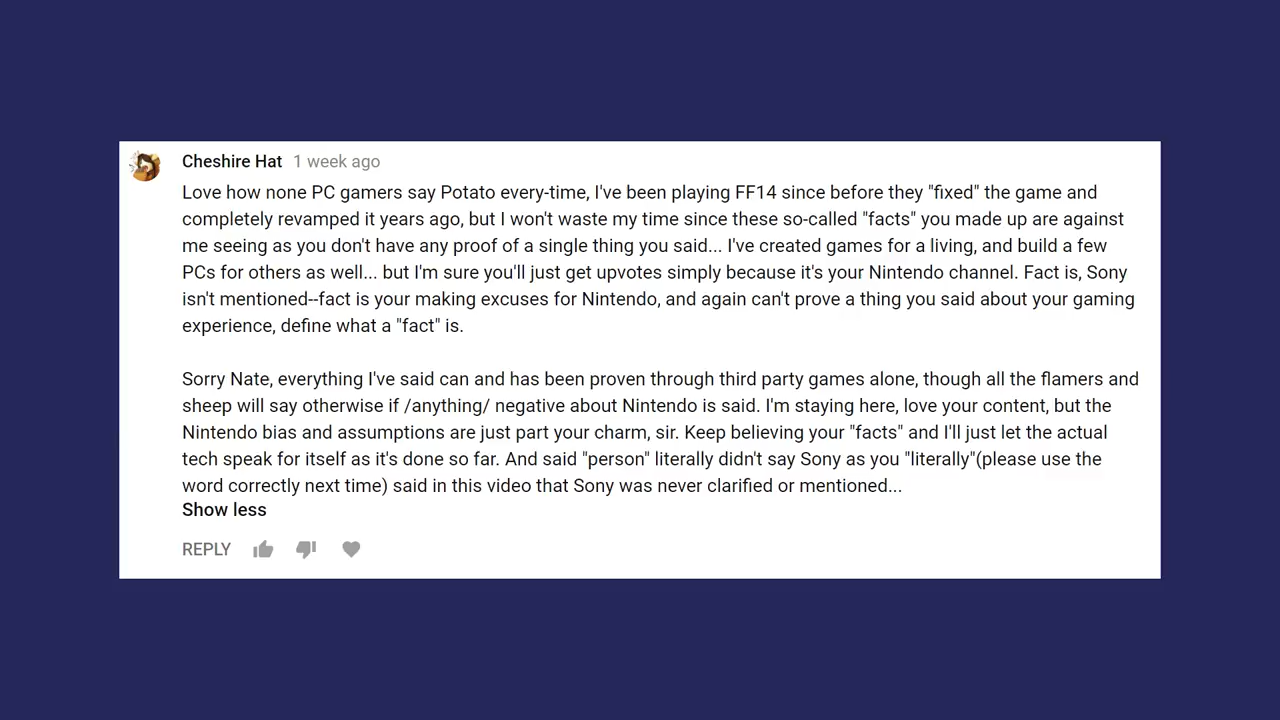 Cheshire Hat 1 week ago
Love how none PC gamers say Potato every-time, I've been playing FF14 since before they "fixed" the game and
completely revamped it years ago, but I won't waste my time since these so-called "facts" you made up are against
me seeing as you don't have any proof of a single thing you said... I've created games for a living, and build a few
PCs for others as well... but I'm sure you'll just get upvotes simply because it's your Nintendo channel. Fact is, Sony
isn't mentioned--fact is your making excuses for Nintendo, and again can't prove a thing you said about your gaming
experience, define what a "fact" is.
Sorry Nate, everything I've said can and has been proven through third party games alone, though all the flamers and
sheep will say otherwise if /anything/ negative about Nintendo is said. I'm staying here, love your content, but the
Nintendo bias and assumptions are just part your charm, sir. Keep believing your "facts" and I'll just let the actual
tech speak for itself as it's done so far. And said "person" literally didn't say Sony as you "literally"(please use the
word correctly next time) said in this video that Sony was never clarified or mentioned...
Show less
REPLY